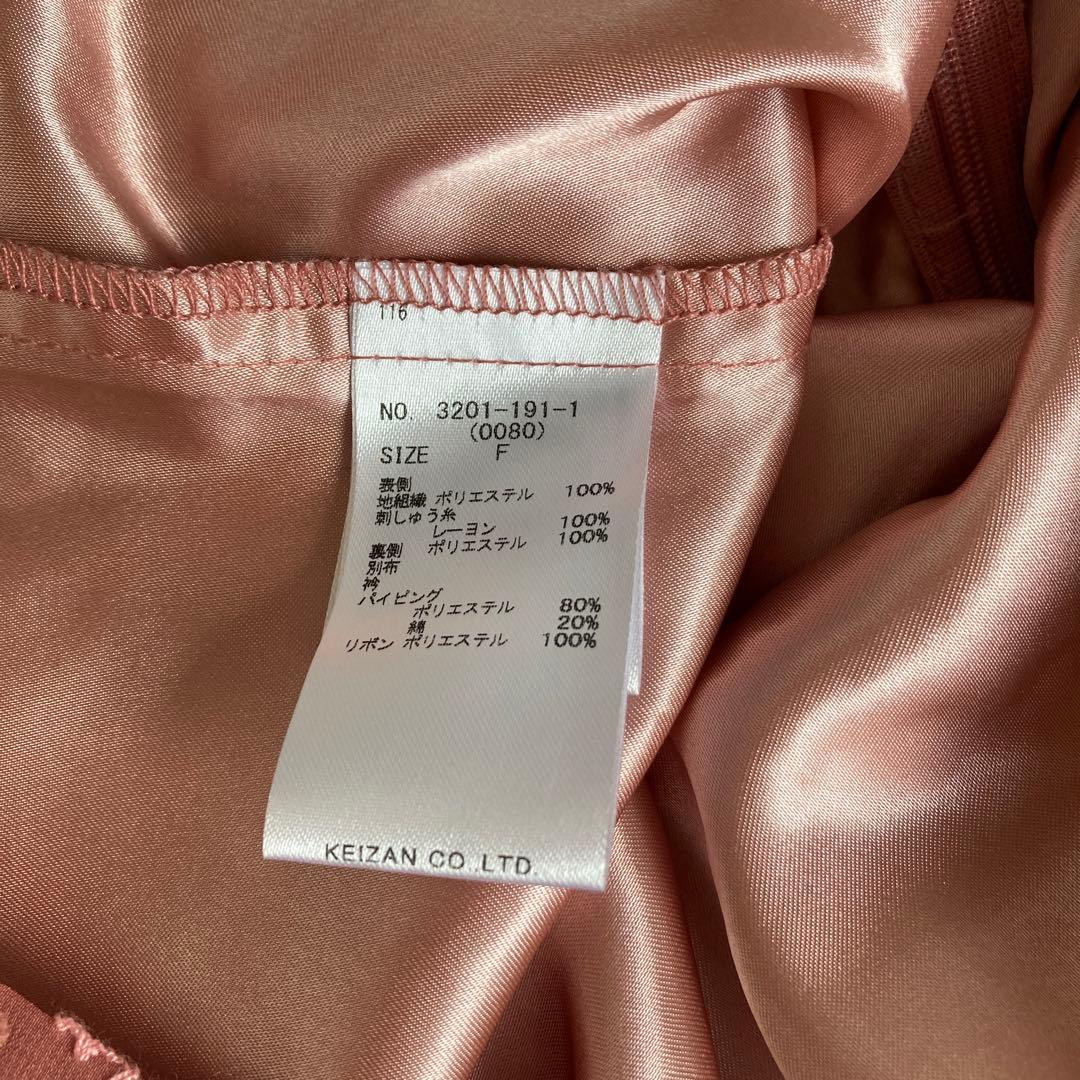 116
NO. 3201-191-1
(0080)
SIZE F
表側
地組織 ポリエステル 100%
刺しゅう糸
レーヨン 100%
裏側 ポリエステル 100%
別布
衿
パイピング
ポリエステル 80%
綿 20%
リボン ポリエステル 100%
KEIZAN CO.,LTD.